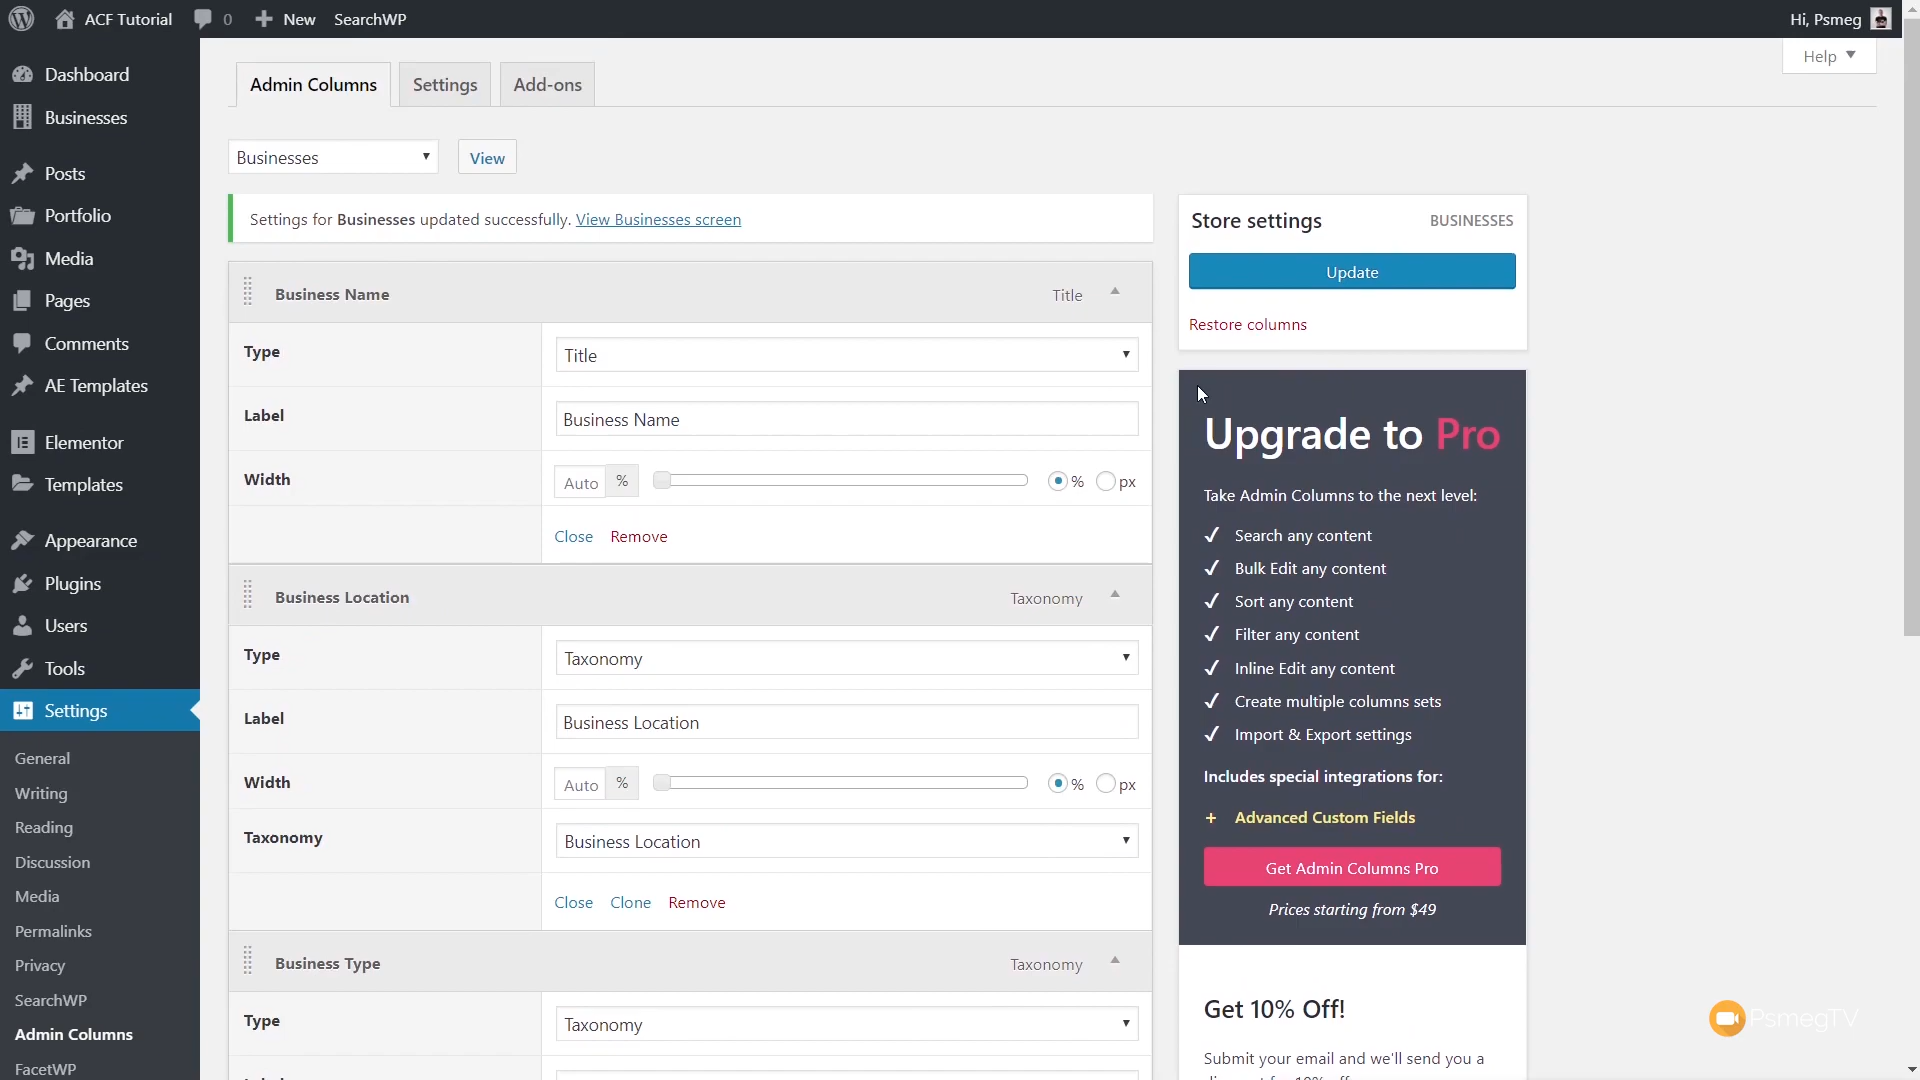 ACF Tutorial
0
New
SearchWP
Hi, Psmeg
Help
Dashboard
Businesses
Posts
Portfolio
Media
Pages
Comments
AE Templates
Elementor
Templates
Appearance
Plugins
Users
Tools
Settings
General
Writing
Reading
Discussion
Media
Permalinks
Privacy
SearchWP
Admin Columns
FacetWP
Admin Columns
Settings
Add-ons
Businesses
View
Settings for Businesses updated successfully. View Businesses screen
Business Name
Title
Type
Title
Label
Business Name
Width
Auto
%
%
px
Close
Remove
Business Location
Taxonomy
Type
Taxonomy
Label
Business Location
Width
Auto
%
%
px
Taxonomy
Business Location
Close
Clone
Remove
Business Type
Taxonomy
Type
Taxonomy
Store settings
BUSINESSES
Update
Restore columns
Upgrade to Pro
Take Admin Columns to the next level:
Search any content
Bulk Edit any content
Sort any content
Filter any content
Inline Edit any content
Create multiple columns sets
Import & Export settings
Includes special integrations for:
+ Advanced Custom Fields
Get Admin Columns Pro
Prices starting from $49
Get 10% Off!
Submit your email and we'll send you a
PsmegTV